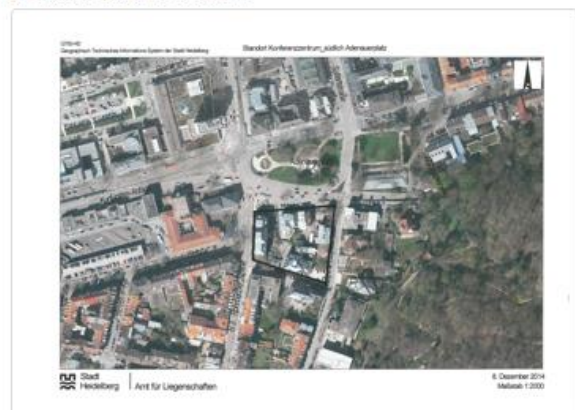 Geographisch Technisches Informations-System der Stadt Heidelberg
Standort Konferenzzentrum_südlich Adenauerplatz
Stadt
Heidelberg
Amt für Liegenschaften
8. Dezember 2014
Maßstab 1:2000